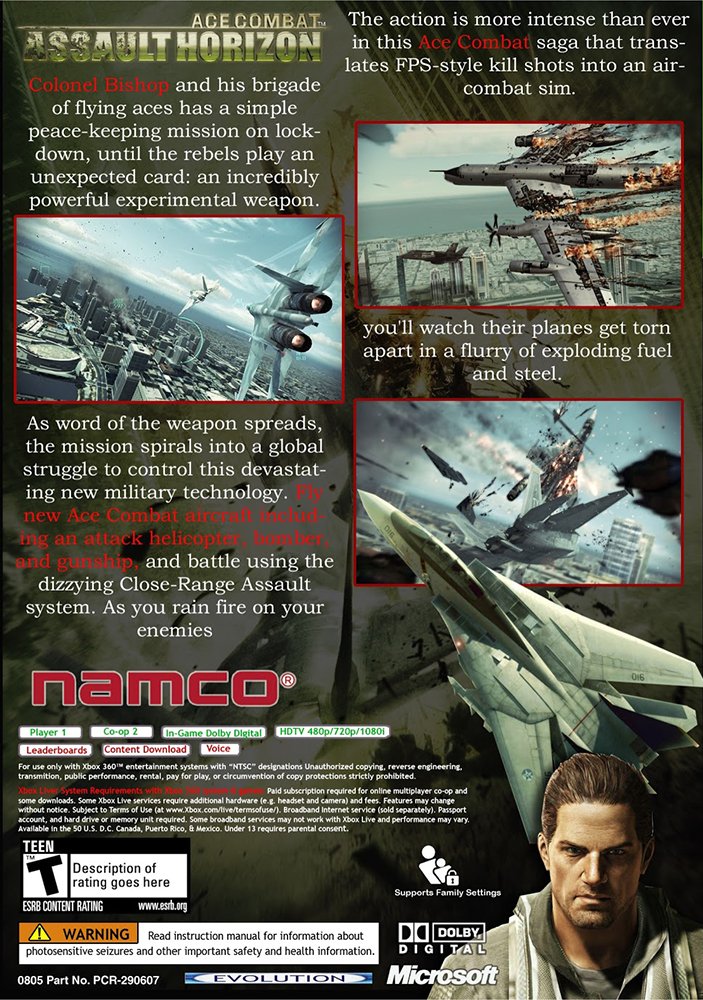 ACE COMBAT™
ASSAULT HORIZON
Colonel Bishop and his brigade
of flying aces has a simple
peace-keeping mission on lock-
down, until the rebels play an
unexpected card: an incredibly
powerful experimental weapon.
As word of the weapon spreads,
the mission spirals into a global
struggle to control this devastat-
ing new military technology. Fly
new Ace Combat aircraft includ-
ing an attack helicopter, bomber,
and gunship, and battle using the
dizzying Close-Range Assault
system. As you rain fire on your
enemies
The action is more intense than ever
in this Ace Combat saga that trans-
lates FPS-style kill shots into an air-
combat sim.
you'll watch their planes get torn
apart in a flurry of exploding fuel
and steel.
016
namco®
Player 1 Co-op 2 In-Game Dolby Digital HDTV 480p/720p/1080i
Leaderboards Content Download Voice
For use only with Xbox 360™ entertainment systems with “NTSC” designations Unauthorized copying, reverse engineering,
transmition, public performance, rental, pay for play, or circumvention of copy protections strictly prohibited.
Xbox Live: System Requirements with Xbox 360 Paid subscription required for online multiplayer co-op and
some downloads. Some Xbox Live services require additional hardware (e.g. headset and camera) and fees. Features may change
without notice. Subject to Terms of Use (at www.Xbox.com/live/termsofuse/). Broadband Internet service (sold separately). Passport
account, and hard drive or memory unit required. Some broadband services may not work with Xbox Live and performance may vary.
Available in the 50 U.S. D.C. Canada, Puerto Rico, & Mexico. Under 13 requires parental consent.
TEEN
T™
Description of
rating goes here
ESRB CONTENT RATING www.esrb.org
Supports Family Settings
WARNING Read instruction manual for information about
photosensitive seizures and other important safety and health information.
DOLBY
DIGITAL
0805 Part No. PCR-290607 EVOLUTION Microsoft